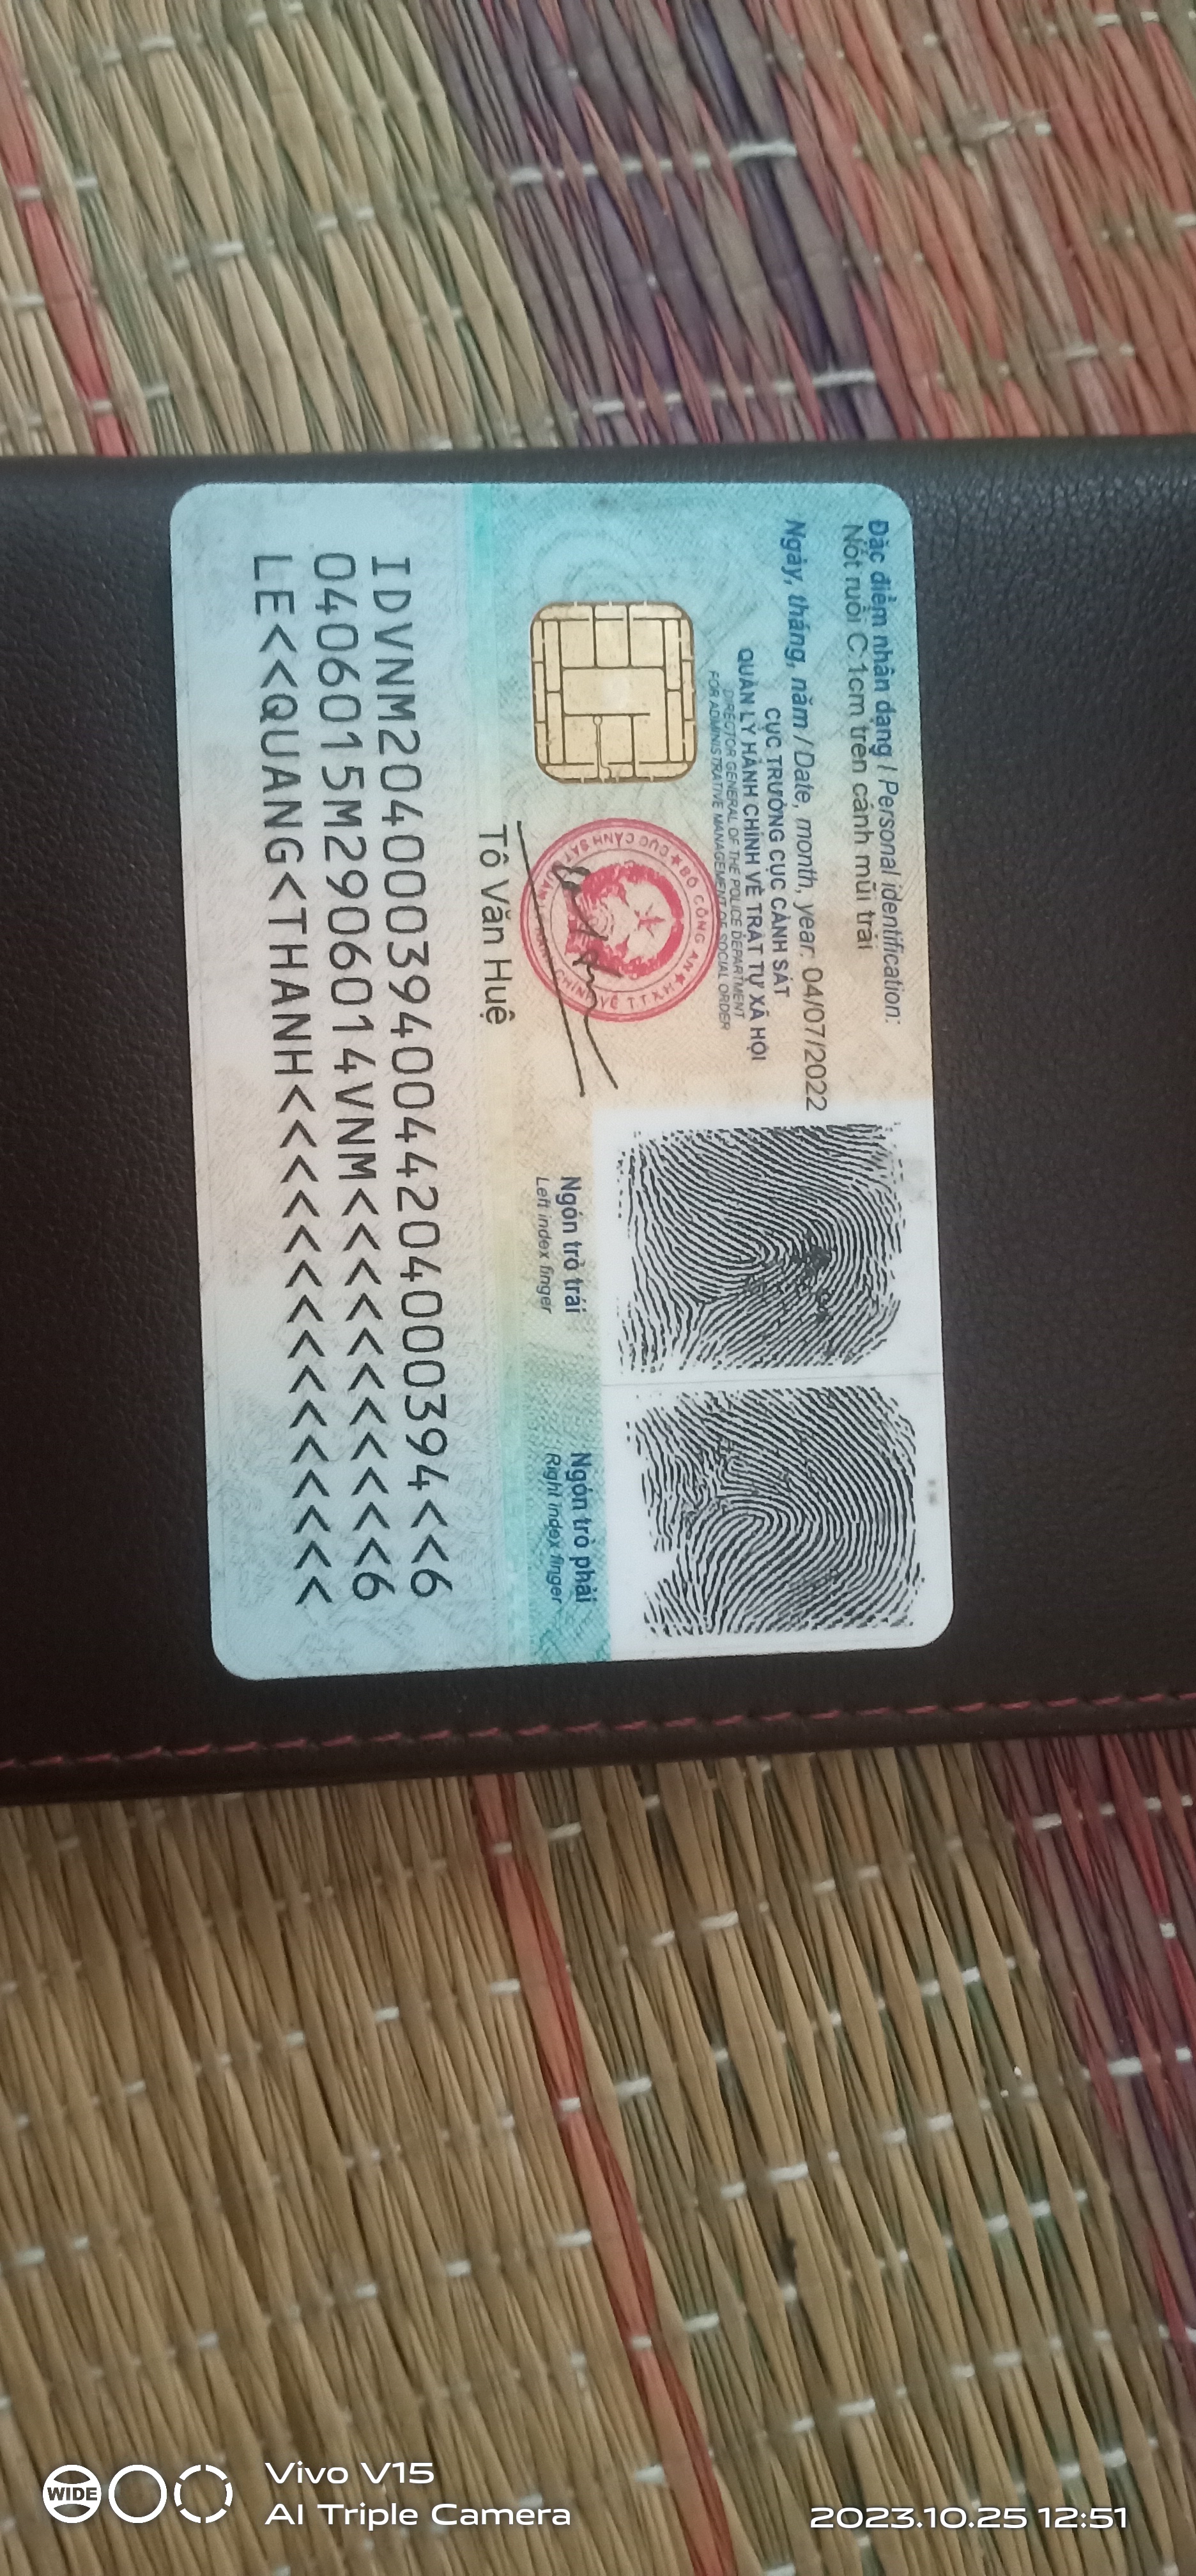 Đặc điểm nhân dạng / Personal identification:
Nốt ruồi C:1cm trên cánh mũi trái
Ngày, tháng, năm / Date, month, year: 04/07/2022
CỤC TRƯỞNG CỤC CẢNH SÁT
QUẢN LÝ HÀNH CHÍNH VỀ TRẬT TỰ XÃ HỘI
DIRECTOR GENERAL OF THE POLICE DEPARTMENT
FOR ADMINISTRATIVE MANAGEMENT OF SOCIAL ORDER
BỘ CÔNG AN
Tô Văn Huệ
Ngón trỏ trái
Left index finger
Ngón trỏ phải
Right index finger
IDVNM2040003940044204000394<<6
0406015M2906014VNM<<<<<<<<<<<6
LE<<QUANG<THANH<<<<<<<<<<<<<<<
WIDE
Vivo V15
AI Triple Camera
2023.10.25 12:51